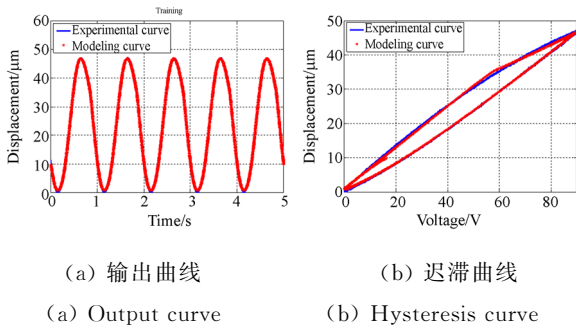 Training
Experimental curve
Modeling curve
Displacement/μm
60
50
40
30
20
10
0
0 1 2 3 4 5
Time/s
Experimental curve
Modeling curve
Displacement/μm
50
40
30
20
10
0
0 20 40 60 80
Voltage/V
(a) 输出曲线
(b) 迟滞曲线
(a) Output curve
(b) Hysteresis curve